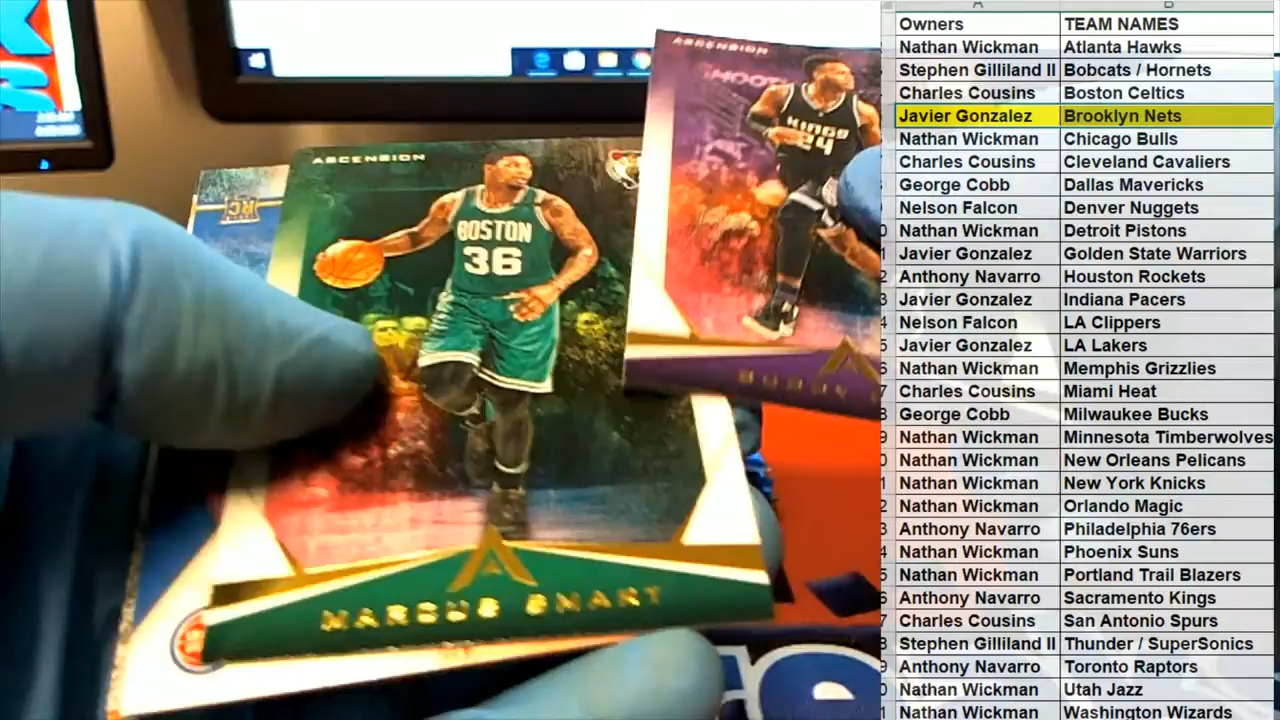 ASCENSION
KINGS
24
ASCENSION
RC
BOSTON
36
MARCUS SMART
A B
Owners TEAM NAMES
Nathan Wickman Atlanta Hawks
Stephen Gilliland II Bobcats / Hornets
Charles Cousins Boston Celtics
Javier Gonzalez Brooklyn Nets
Nathan Wickman Chicago Bulls
Charles Cousins Cleveland Cavaliers
George Cobb Dallas Mavericks
Nelson Falcon Denver Nuggets
Nathan Wickman Detroit Pistons
Javier Gonzalez Golden State Warriors
Anthony Navarro Houston Rockets
Javier Gonzalez Indiana Pacers
Nelson Falcon LA Clippers
Javier Gonzalez LA Lakers
Nathan Wickman Memphis Grizzlies
Charles Cousins Miami Heat
George Cobb Milwaukee Bucks
Nathan Wickman Minnesota Timberwolves
Nathan Wickman New Orleans Pelicans
Nathan Wickman New York Knicks
Nathan Wickman Orlando Magic
Anthony Navarro Philadelphia 76ers
Nathan Wickman Phoenix Suns
Nathan Wickman Portland Trail Blazers
Anthony Navarro Sacramento Kings
Charles Cousins San Antonio Spurs
Stephen Gilliland II Thunder / SuperSonics
Anthony Navarro Toronto Raptors
Nathan Wickman Utah Jazz
Nathan Wickman Washington Wizards